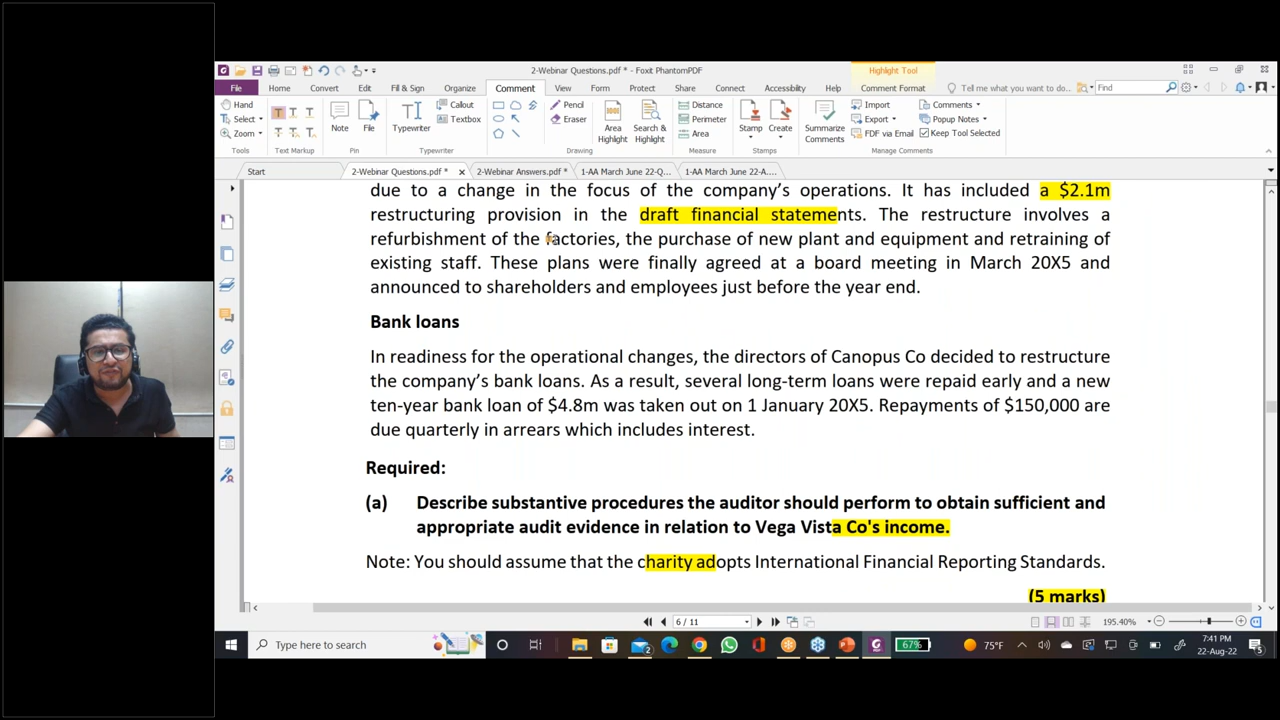 2-Webinar Questions.pdf * - Foxit PhantomPDF
Highlight Tool
File
Home
Convert
Edit
Fill & Sign
Organize
Comment
View
Form
Protect
Share
Connect
Accessibility
Help
Comment Format
Tell me what you want to do...
Find
Hand
Select
Zoom
Tools
Text Markup
Note
File
Pin
Typewriter
Callout
Textbox
Typewriter
Pencil
Eraser
Drawing
Area Highlight
Search & Highlight
Distance
Perimeter
Area
Measure
Stamp
Create
Stamps
Summarize Comments
Import
Export
FDF via Email
Comments
Popup Notes
Keep Tool Selected
Manage Comments
Start
2-Webinar Questions.pdf *
2-Webinar Answers.pdf *
1-AA March June 22-Q...
1-AA March June 22-A....
due to a change in the focus of the company's operations. It has included a $2.1m
restructuring provision in the draft financial statements. The restructure involves a
refurbishment of the factories, the purchase of new plant and equipment and retraining of
existing staff. These plans were finally agreed at a board meeting in March 20X5 and
announced to shareholders and employees just before the year end.
Bank loans
In readiness for the operational changes, the directors of Canopus Co decided to restructure
the company's bank loans. As a result, several long-term loans were repaid early and a new
ten-year bank loan of $4.8m was taken out on 1 January 20X5. Repayments of $150,000 are
due quarterly in arrears which includes interest.
Required:
(a) Describe substantive procedures the auditor should perform to obtain sufficient and
appropriate audit evidence in relation to Vega Vista Co's income.
Note: You should assume that the charity adopts International Financial Reporting Standards.
(5 marks)
6 / 11
195.40%
Type here to search
67%
75°F
7:41 PM
22-Aug-22